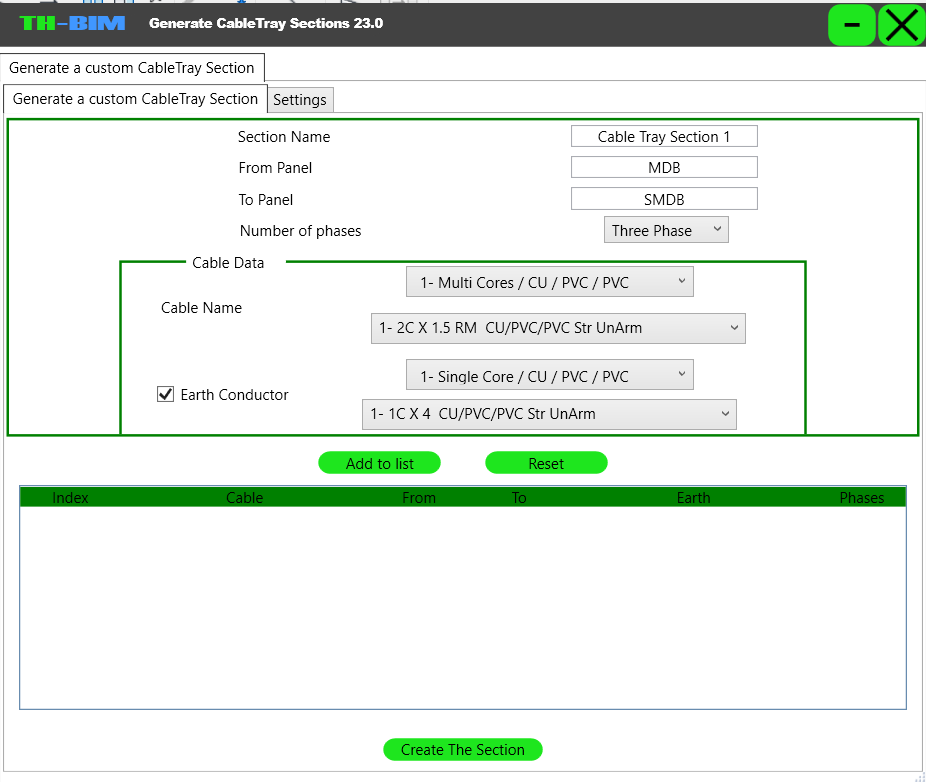 TH-BIM Generate CableTray Sections 23.0
Generate a custom CableTray Section
Generate a custom CableTray Section Settings
Section Name Cable Tray Section 1
From Panel MDB
To Panel SMDB
Number of phases Three Phase
Cable Data
1- Multi Cores / CU / PVC / PVC
Cable Name
1- 2C X 1.5 RM  CU/PVC/PVC Str UnArm
1- Single Core / CU / PVC / PVC
Earth Conductor
1- 1C X 4  CU/PVC/PVC Str UnArm
Add to list Reset
Index Cable From To Earth Phases
Create The Section